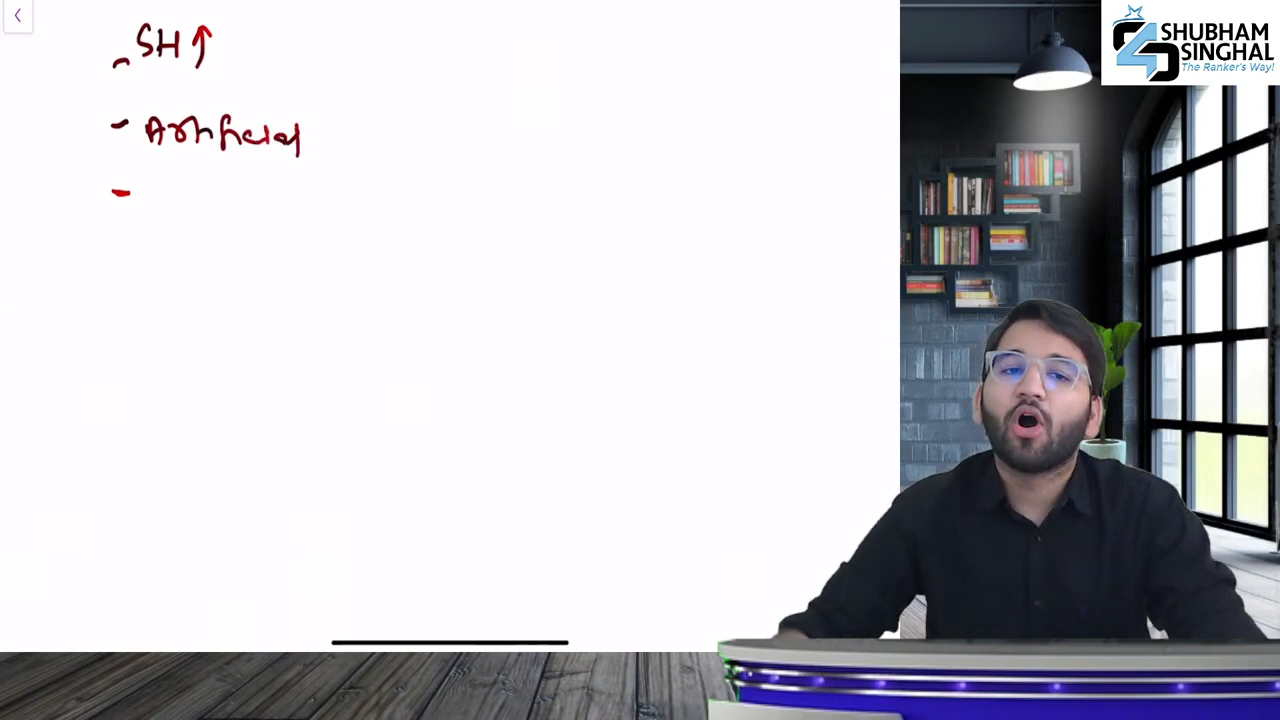 - SH ↑
- Artificial
-
SHUBHAM
SINGHAL
The Ranker's Way!